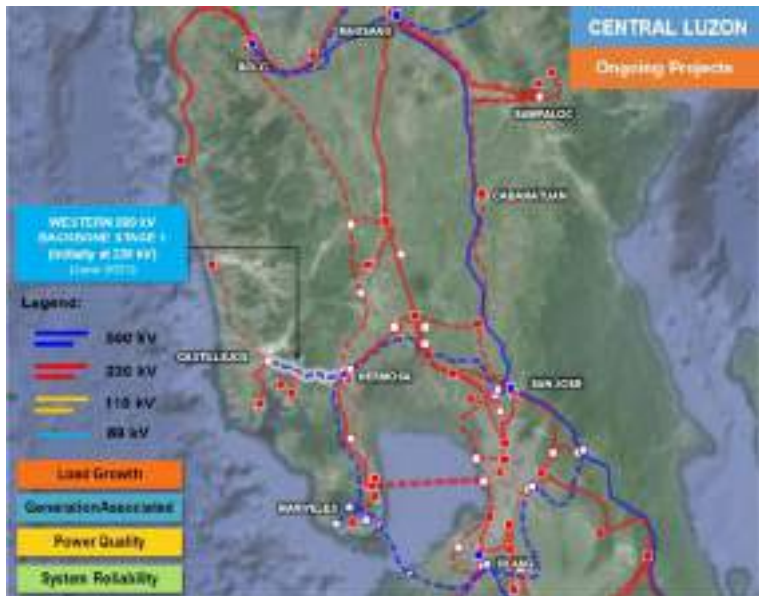 CENTRAL LUZON
Ongoing Projects
NAGSAAG
SAMPALOC
CABANATUAN
WESTERN 500 kV
BACKBONE STAGE 1
(Initially at 230 kV)
Legend:
500 kV
230 kV
115 kV
69 kV
CASTILLEJOS
HERMOSA
SAN JOSE
MARIVELES
Load Growth
Generation Associated
Power Quality
System Reliability